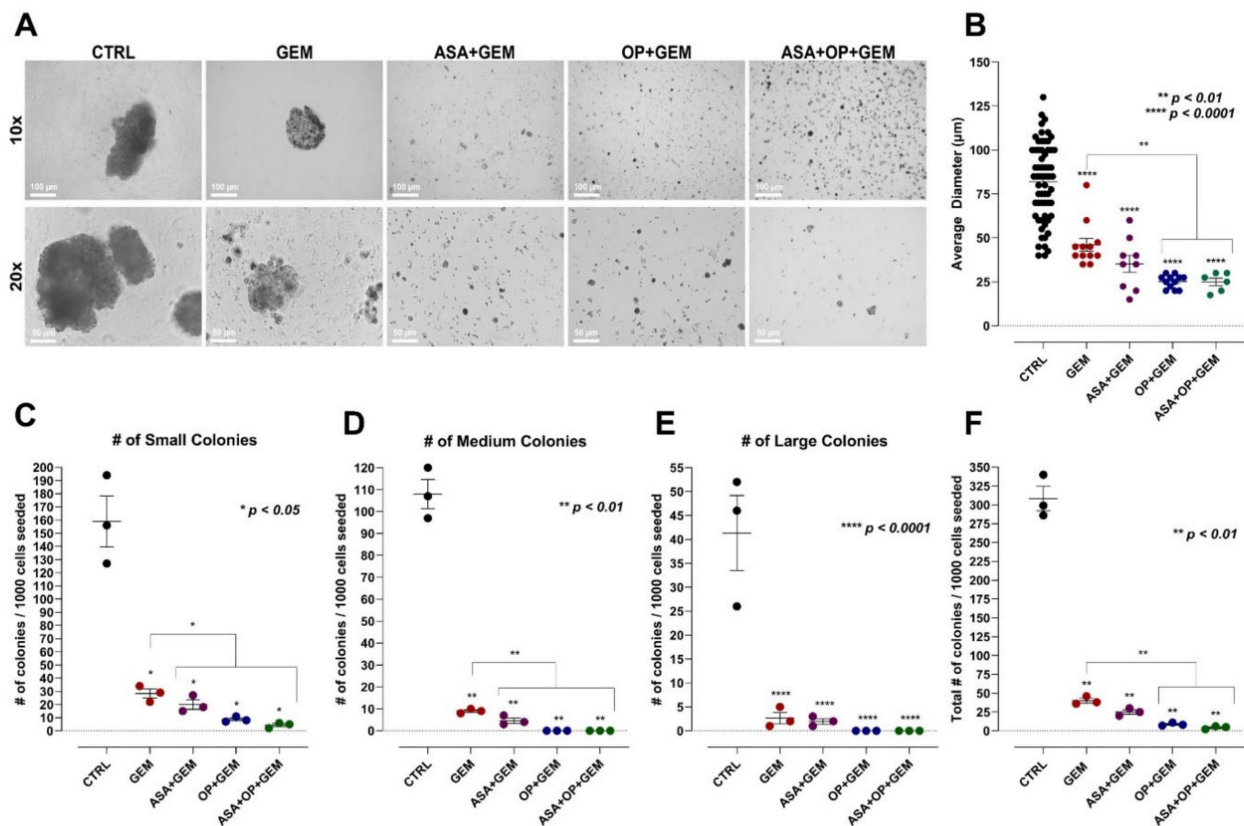 A
CTRL GEM ASA+GEM OP+GEM ASA+OP+GEM
10x
100 µm 100 µm 100 µm 100 µm 100 µm
20x
50 µm 50 µm 50 µm 50 µm 50 µm
B
Average Diameter (µm)
150
125
100
75
50
25
0
** p < 0.01
**** p < 0.0001
**
**** **** **** ****
CTRL GEM ASA+GEM OP+GEM ASA+OP+GEM
C
# of Small Colonies
# of colonies / 1000 cells seeded
200
190
180
170
160
150
140
130
120
110
100
90
80
70
60
50
40
30
20
10
0
* p < 0.05
*
* * * *
CTRL GEM ASA+GEM OP+GEM ASA+OP+GEM
D
# of Medium Colonies
# of colonies / 1000 cells seeded
120
110
100
90
80
70
60
50
40
30
20
10
0
** p < 0.01
**
** ** ** **
CTRL GEM ASA+GEM OP+GEM ASA+OP+GEM
E
# of Large Colonies
# of colonies / 1000 cells seeded
55
50
45
40
35
30
25
20
15
10
5
0
**** p < 0.0001
**** **** **** ****
CTRL GEM ASA+GEM OP+GEM ASA+OP+GEM
F
Total # of colonies / 1000 cells seeded
350
325
300
275
250
225
200
175
150
125
100
75
50
25
0
** p < 0.01
**
** ** ** **
CTRL GEM ASA+GEM OP+GEM ASA+OP+GEM